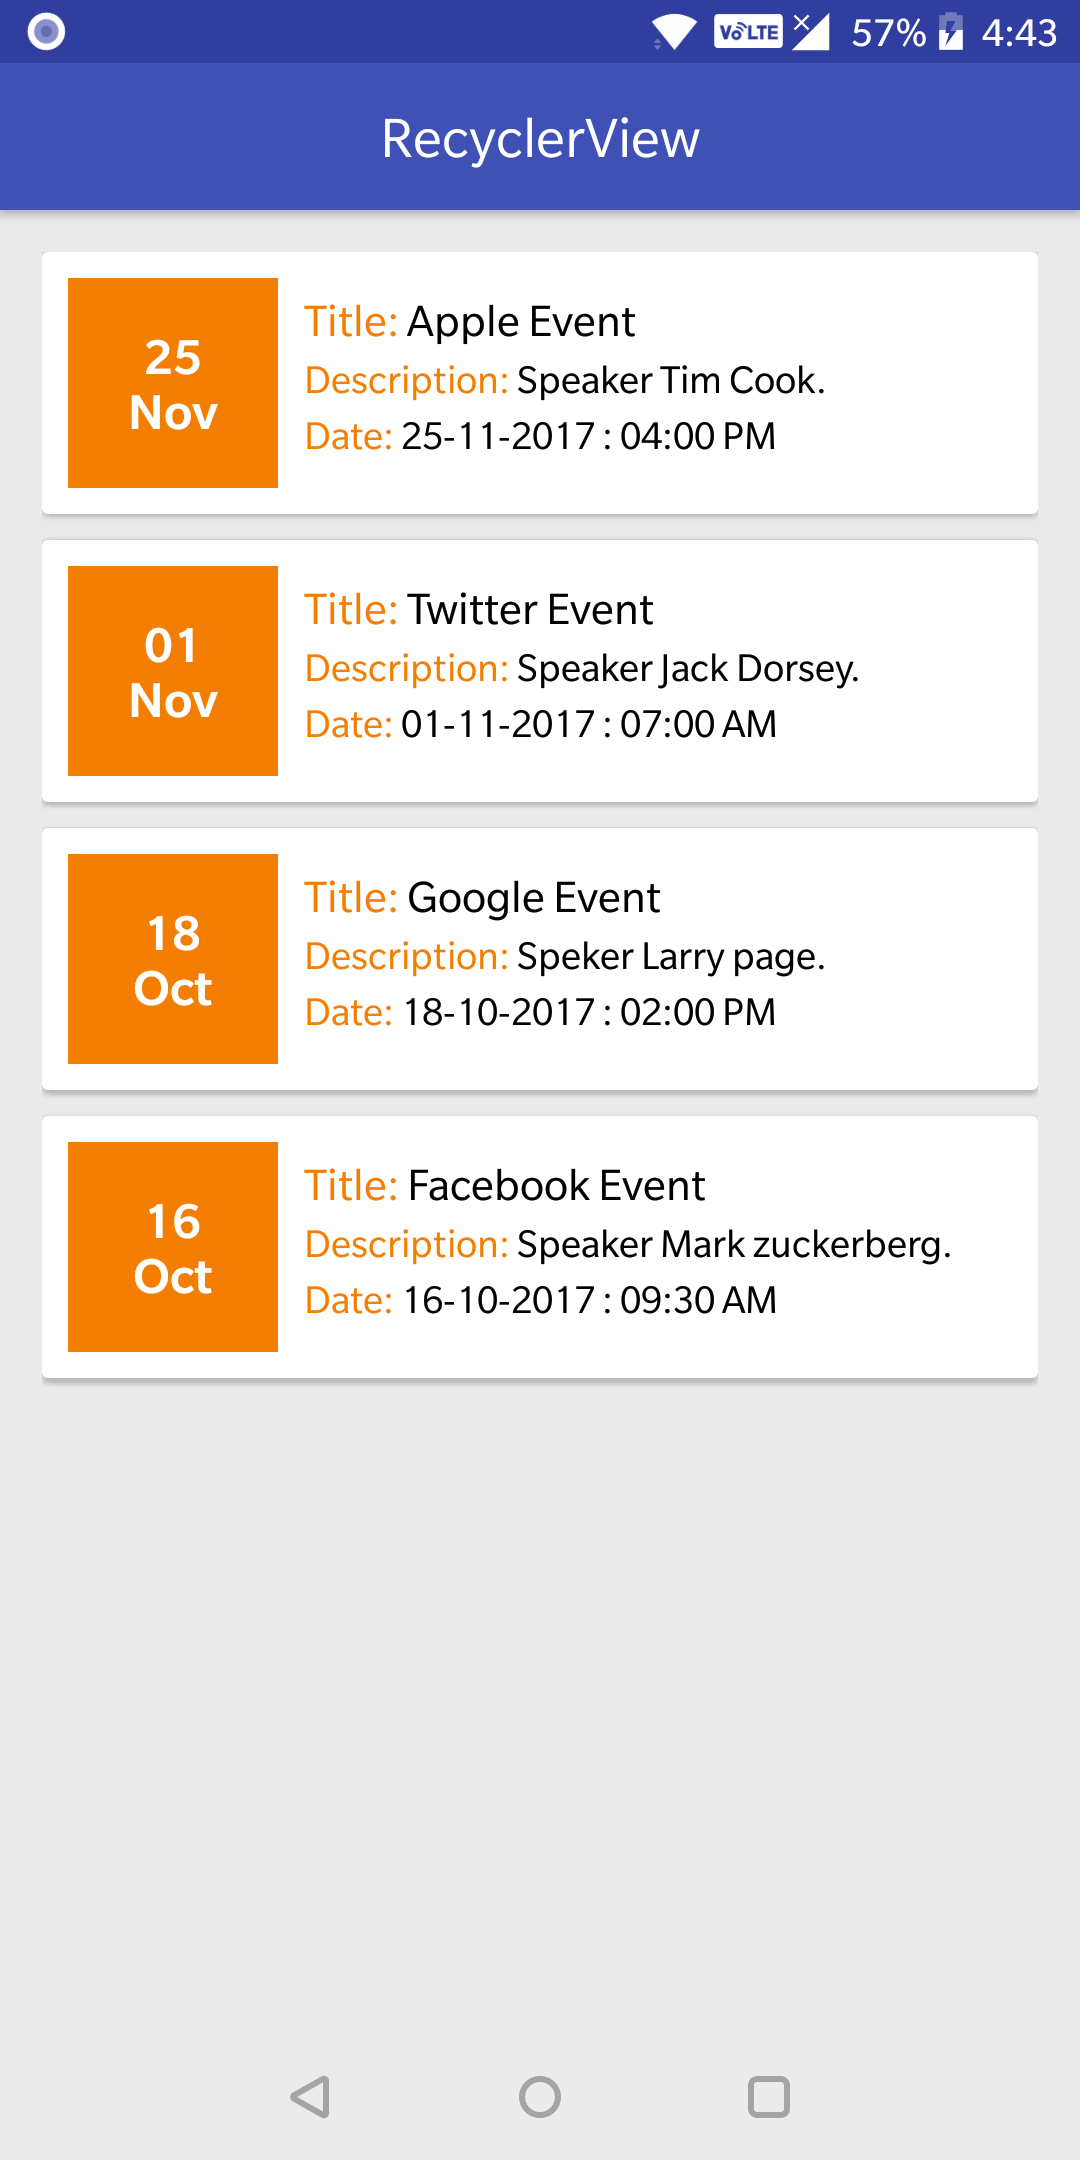 VoLTE 57% 4:43
RecyclerView
25
Nov
Title: Apple Event
Description: Speaker Tim Cook.
Date: 25-11-2017 : 04:00 PM
01
Nov
Title: Twitter Event
Description: Speaker Jack Dorsey.
Date: 01-11-2017 : 07:00 AM
18
Oct
Title: Google Event
Description: Speker Larry page.
Date: 18-10-2017 : 02:00 PM
16
Oct
Title: Facebook Event
Description: Speaker Mark zuckerberg.
Date: 16-10-2017 : 09:30 AM